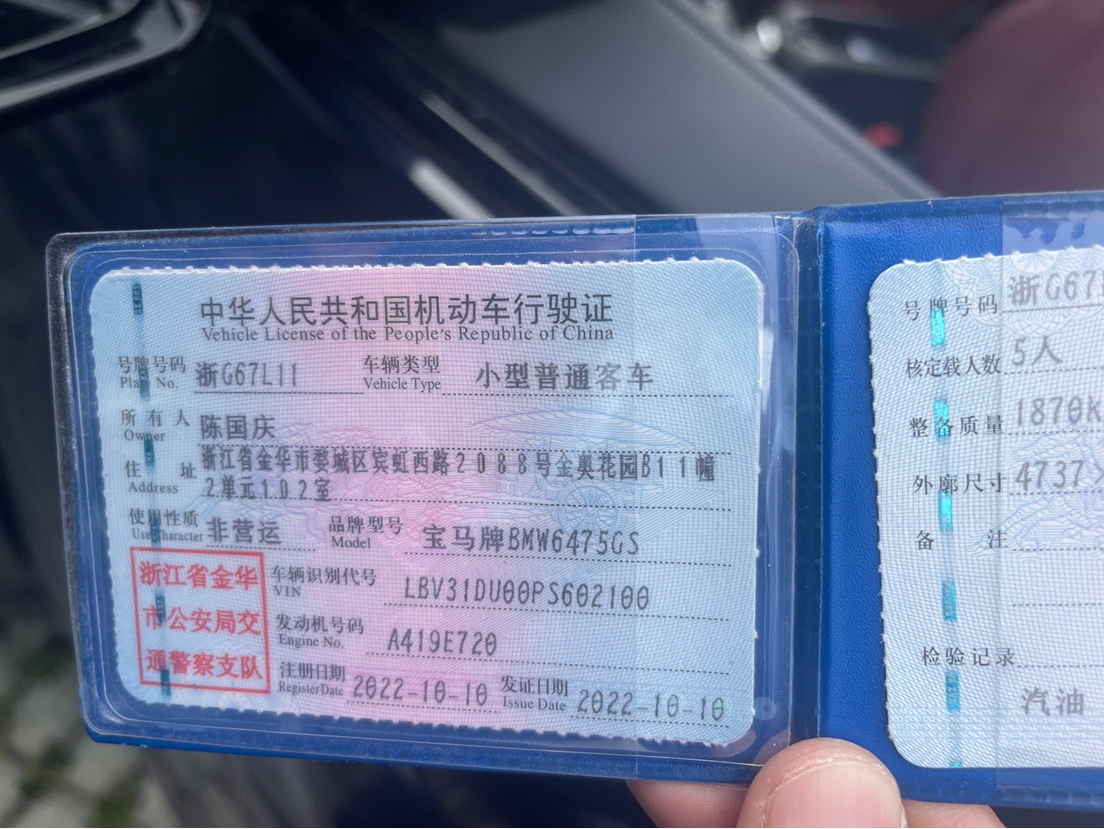 中华人民共和国机动车行驶证
Vehicle License of the People's Republic of China
号牌号码 浙G67L11 车辆类型 小型普通客车
Plate No. Vehicle Type
所有人 陈国庆
Owner
住址 浙江省金华市婺城区宾虹西路2088号金奥花园B11幢
Address 2单元102室
使用性质 非营运 品牌型号 宝马牌BMW6475GS
Use Character Model
浙江省金华
市公安局交
通警察支队
车辆识别代号 LBV31DU00PS602100
VIN
发动机号码 A419E720
Engine No.
注册日期 2022-10-10 发证日期 2022-10-10
Register Date Issue Date
号牌号码 浙G67
核定载人数 5人
整备质量 1870k
外廓尺寸 4737×
备注
检验记录
汽油